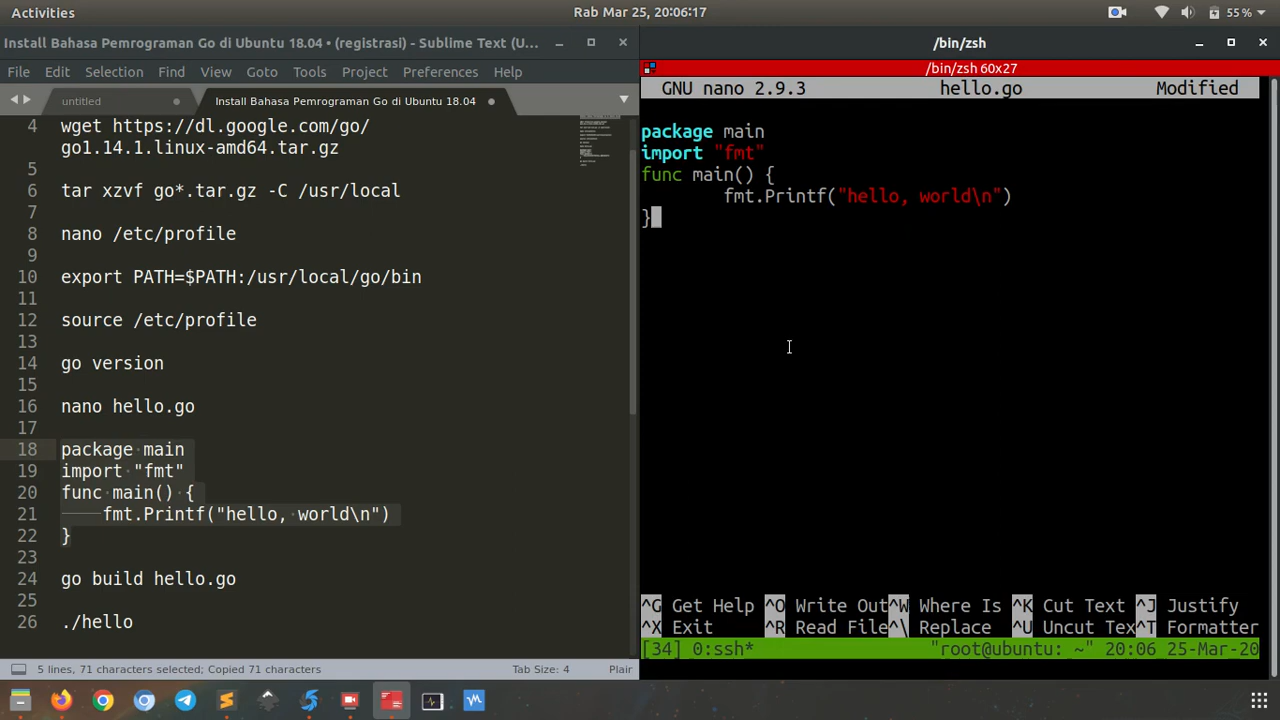 Activities
Rab Mar 25, 20:06:17
55 %
Install Bahasa Pemrograman Go di Ubuntu 18.04 • (registrasi) - Sublime Text (U...
File Edit Selection Find View Goto Tools Project Preferences Help
untitled
Install Bahasa Pemrograman Go di Ubuntu 18.04
4 wget https://dl.google.com/go/
go1.14.1.linux-amd64.tar.gz
5
6 tar xzvf go*.tar.gz -C /usr/local
7
8 nano /etc/profile
9
10 export PATH=$PATH:/usr/local/go/bin
11
12 source /etc/profile
13
14 go version
15
16 nano hello.go
17
18 package main
19 import "fmt"
20 func main() {
21 fmt.Printf("hello, world\n")
22 }
23
24 go build hello.go
25
26 ./hello
5 lines, 71 characters selected; Copied 71 characters
Tab Size: 4
Plain
/bin/zsh
/bin/zsh 60x27
GNU nano 2.9.3 hello.go Modified
package main
import "fmt"
func main() {
fmt.Printf("hello, world\n")
}
^G Get Help ^O Write Out ^W Where Is ^K Cut Text ^J Justify
^X Exit ^R Read File ^\ Replace ^U Uncut Tex ^T Formatter
[34] 0:ssh* "root@ubuntu: ~" 20:06 25-Mar-20